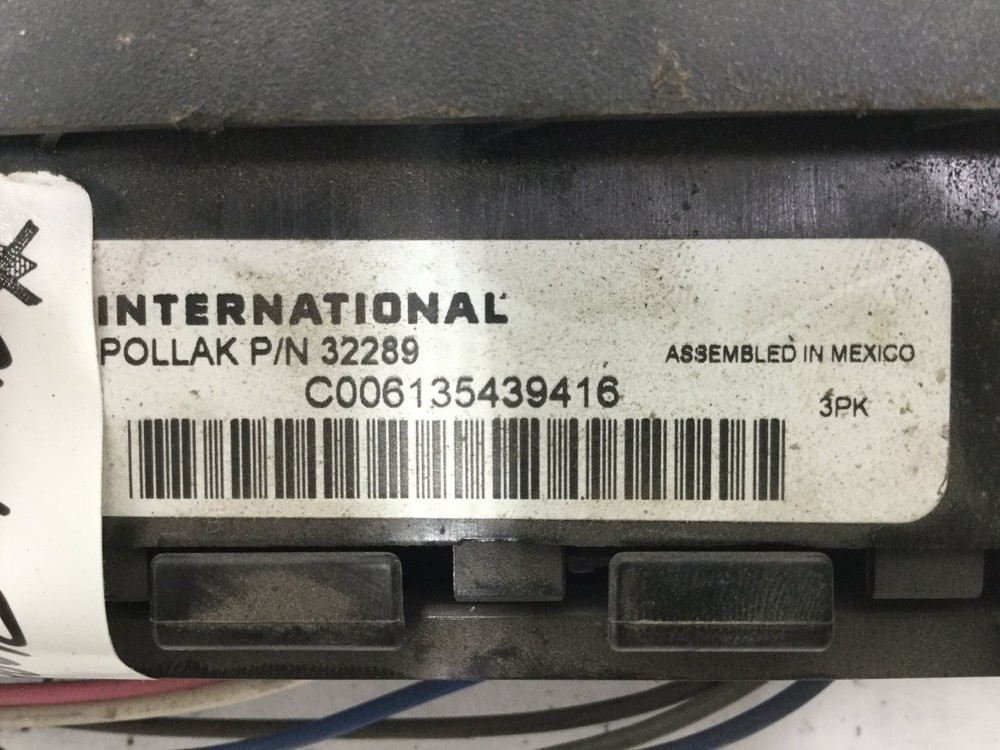 INTERNATIONAL
POLLAK P/N 32289
ASSEMBLED IN MEXICO
C006135439416
3PK